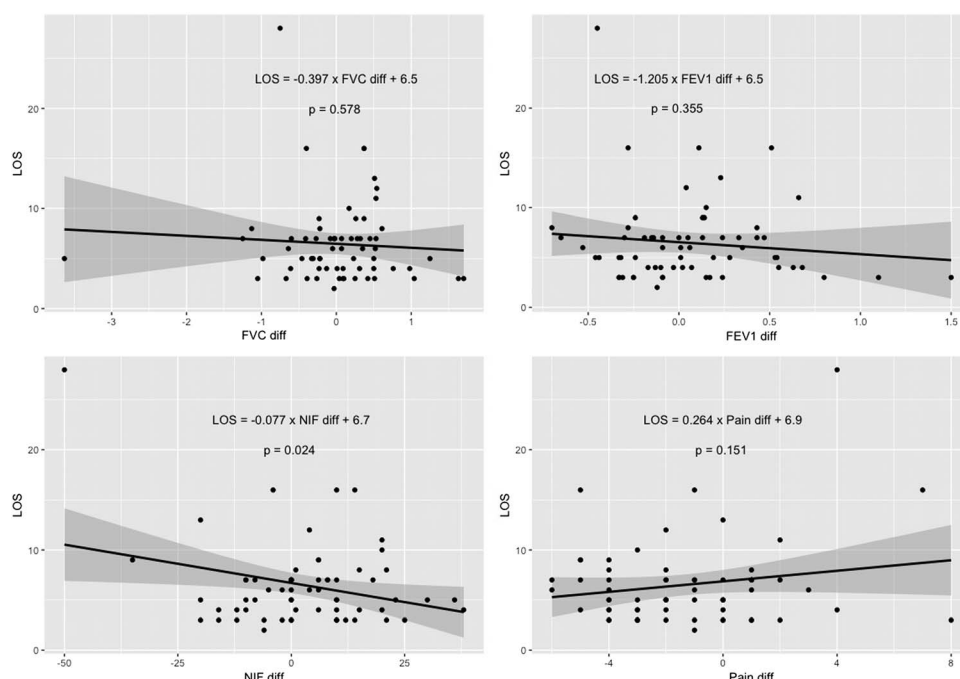 LOS = -0.397 x FVC diff + 6.5
p = 0.578
20
10
0
LOS
-3 -2 -1 0 1
FVC diff
LOS = -1.205 x FEV1 diff + 6.5
p = 0.355
20
10
0
LOS
-0.5 0.0 0.5 1.0 1.5
FEV1 diff
LOS = -0.077 x NIF diff + 6.7
p = 0.024
20
10
0
LOS
-50 -25 0 25
NIF diff
LOS = 0.264 x Pain diff + 6.9
p = 0.151
20
10
0
LOS
-4 0 4 8
Pain diff